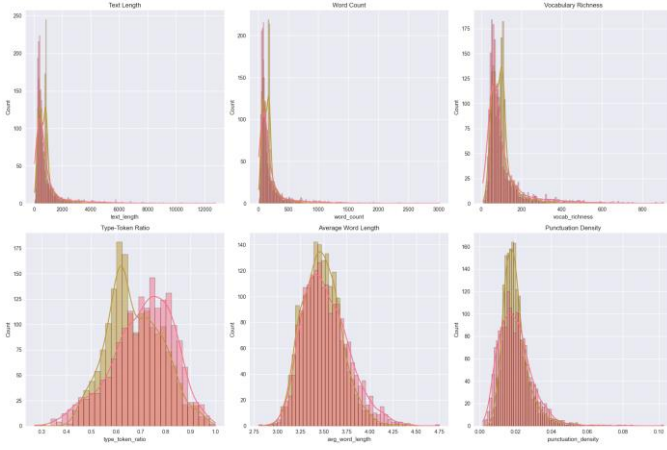 Text Length
Count
250
200
150
100
50
0
0 2000 4000 6000 8000 10000 12000
text_length
Word Count
Count
200
150
100
50
0
0 500 1000 1500 2000 2500 3000
word_count
Vocabulary Richness
Count
175
150
125
100
75
50
25
0
0 200 400 600 800
vocab_richness
Type-Token Ratio
Count
175
150
125
100
75
50
25
0
0.3 0.4 0.5 0.6 0.7 0.8 0.9 1.0
type_token_ratio
Average Word Length
Count
140
120
100
80
60
40
20
0
2.75 3.00 3.25 3.50 3.75 4.00 4.25 4.50 4.75
avg_word_length
Punctuation Density
Count
160
140
120
100
80
60
40
20
0
0.00 0.02 0.04 0.06 0.08 0.10
punctuation_density